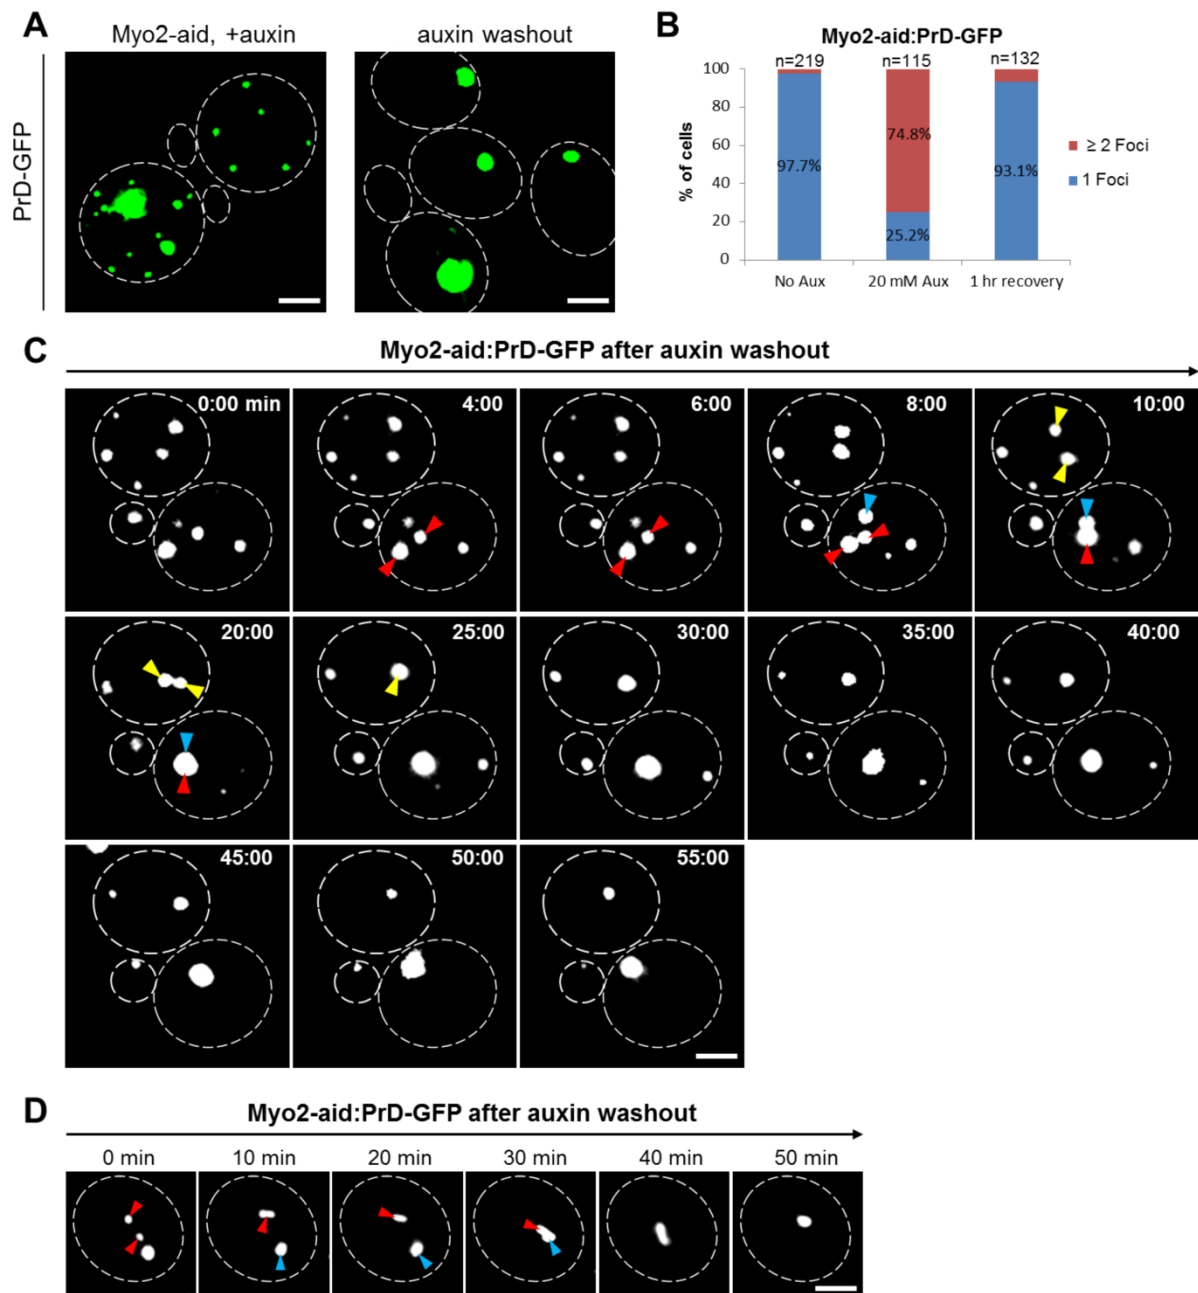 A
Myo2-aid, +auxin
auxin washout
PrD-GFP
B
Myo2-aid:PrD-GFP
n=219
n=115
n=132
100
80
60
40
20
0
% of cells
97.7%
74.8%
25.2%
93.1%
No Aux
20 mM Aux
1 hr recovery
≥ 2 Foci
1 Foci
C
Myo2-aid:PrD-GFP after auxin washout
0:00 min
4:00
6:00
8:00
10:00
20:00
25:00
30:00
35:00
40:00
45:00
50:00
55:00
D
Myo2-aid:PrD-GFP after auxin washout
0 min
10 min
20 min
30 min
40 min
50 min